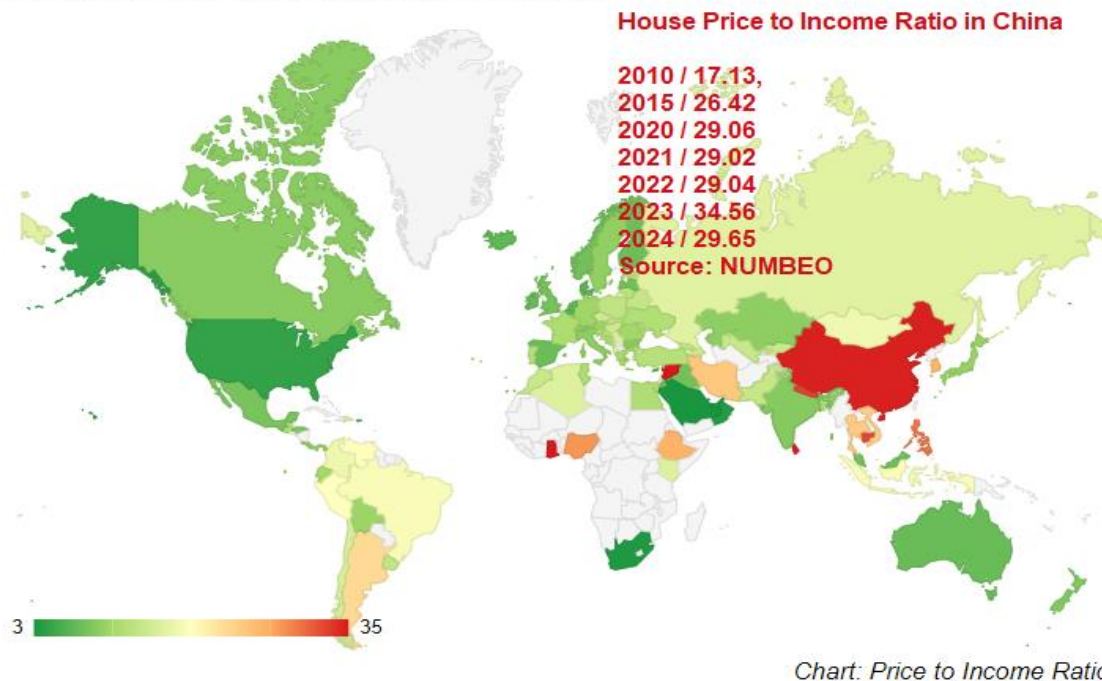 House Price to Income Ratio in China
2010 / 17.13,
2015 / 26.42
2020 / 29.06
2021 / 29.02
2022 / 29.04
2023 / 34.56
2024 / 29.65
Source: NUMBEO
3 35
Chart: Price to Income Ratio